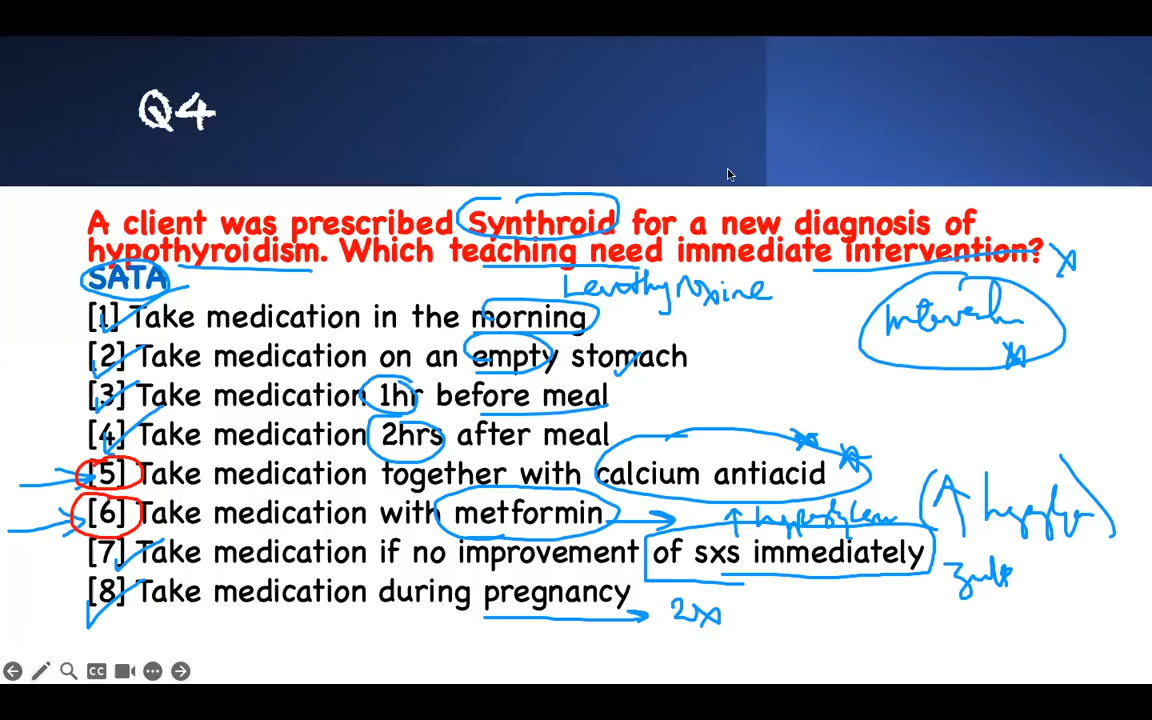 Q4
A client was prescribed Synthroid for a new diagnosis of
hypothyroidism. Which teaching need immediate intervention?
SATA
Levothyroxine
[1] Take medication in the morning
[2] Take medication on an empty stomach
[3] Take medication 1hr before meal
[4] Take medication 2hrs after meal
[5] Take medication together with calcium antiacid
[6] Take medication with metformin
[7] Take medication if no improvement of sxs immediately
[8] Take medication during pregnancy
CC